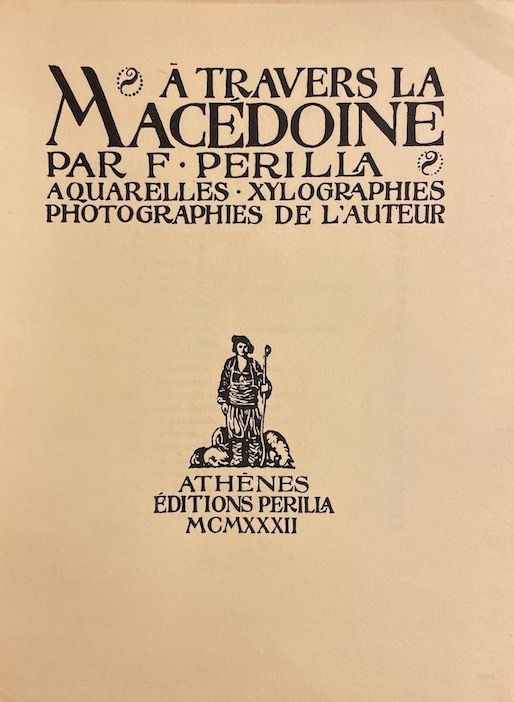 À TRAVERS LA
MACÉDOINE
PAR F · PERILLA
AQUARELLES · XYLOGRAPHIES
PHOTOGRAPHIES DE L'AUTEUR
ATHÈNES
ÉDITIONS PERILLA
MCMXXXII